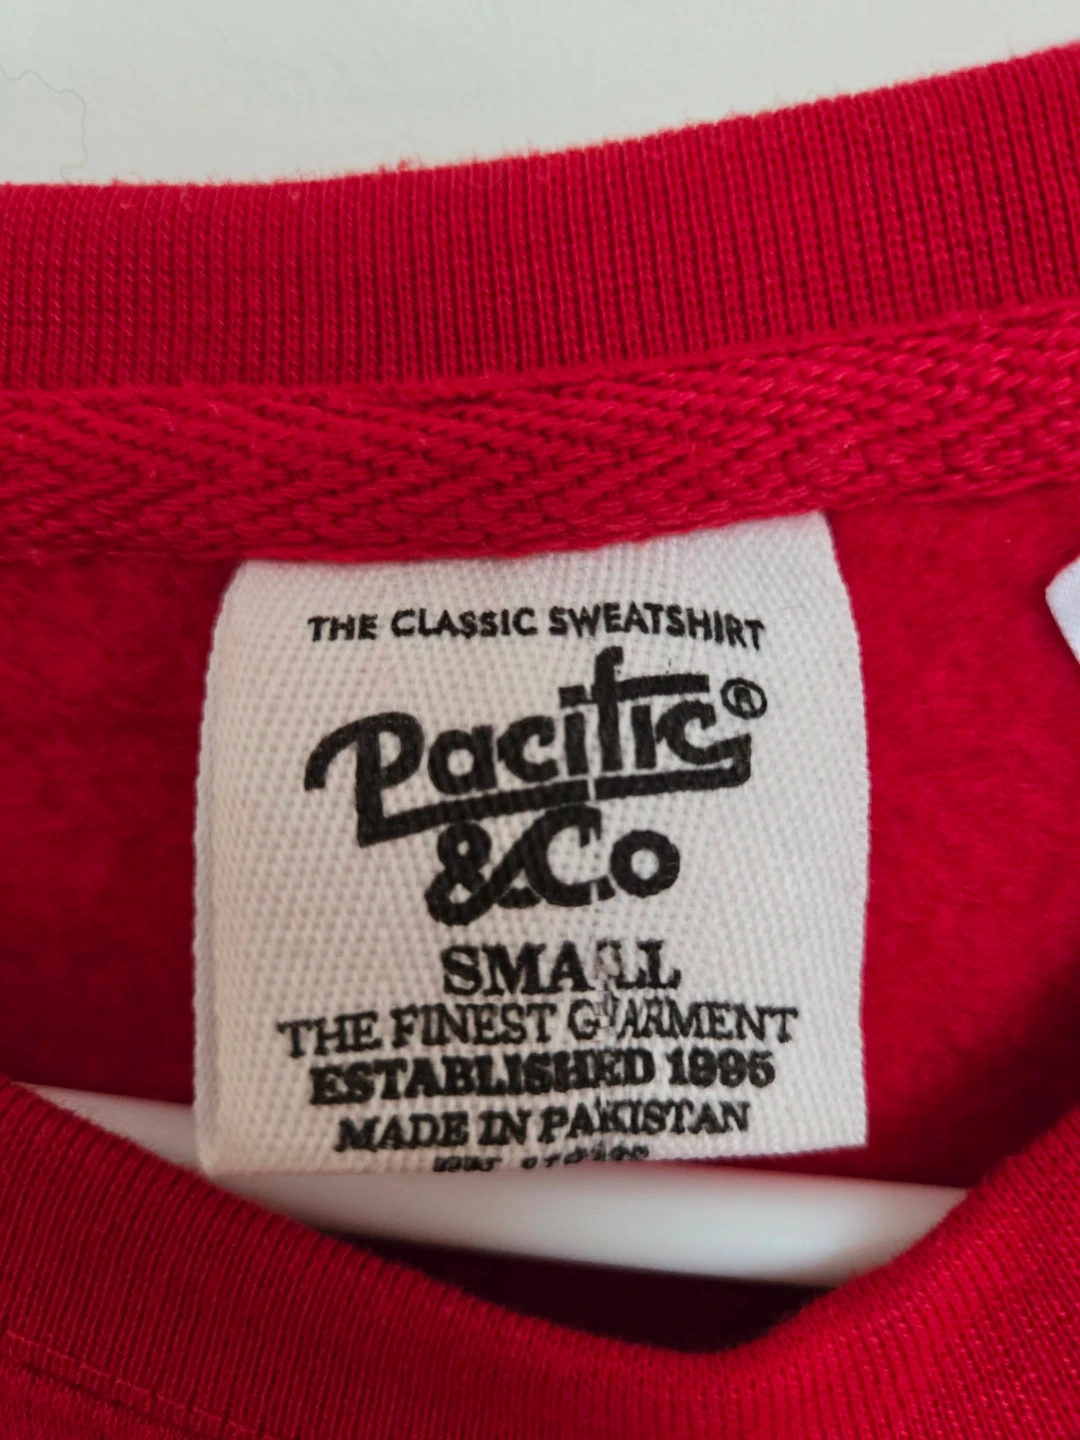 THE CLASSIC SWEATSHIRT
Pacific®
&Co
SMALL
THE FINEST GARMENT
ESTABLISHED 1995
MADE IN PAKISTAN